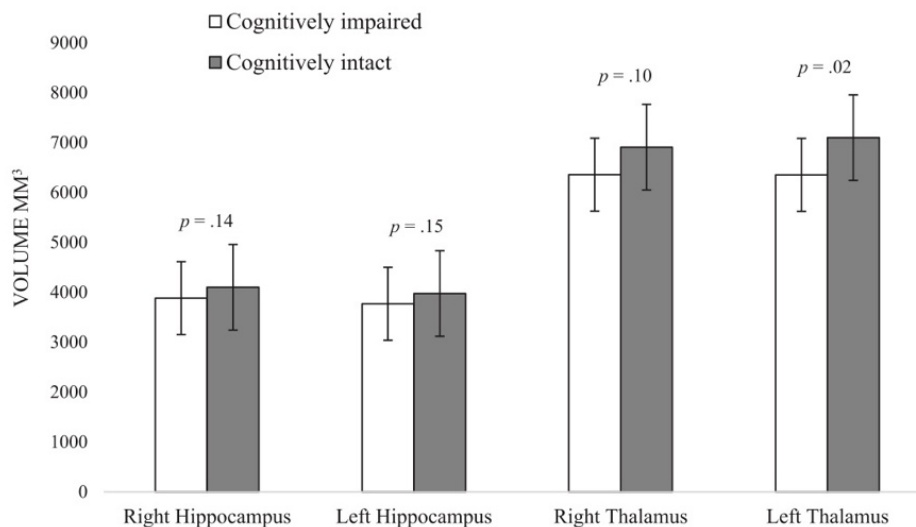 Cognitively impaired
Cognitively intact
9000
8000
7000
6000
5000
4000
3000
2000
1000
0
VOLUME MM³
p = .14
p = .15
p = .10
p = .02
Right Hippocampus
Left Hippocampus
Right Thalamus
Left Thalamus